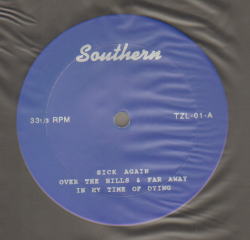 Southern
33⅓ RPM
TZL-01-A
SICK AGAIN
OVER THE HILLS & FAR AWAY
IN MY TIME OF DYING